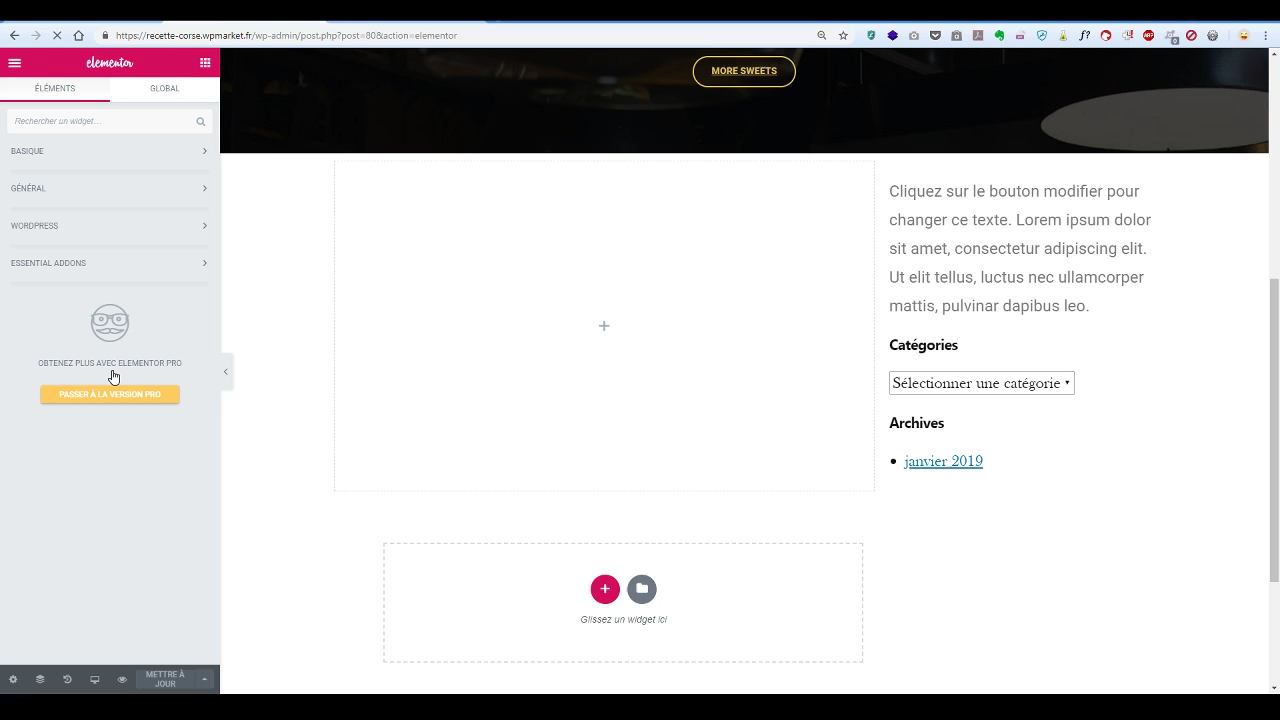 https://recette-corse.wpmarket.fr/wp-admin/post.php?post=80&action=elementor
elementor
ÉLÉMENTS
GLOBAL
Rechercher un widget...
BASIQUE
GÉNÉRAL
WORDPRESS
ESSENTIAL ADDONS
OBTENEZ PLUS AVEC ELEMENTOR PRO
PASSER À LA VERSION PRO
METTRE À
JOUR
MORE SWEETS
Cliquez sur le bouton modifier pour
changer ce texte. Lorem ipsum dolor
sit amet, consectetur adipiscing elit.
Ut elit tellus, luctus nec ullamcorper
mattis, pulvinar dapibus leo.
Catégories
Sélectionner une catégorie
Archives
janvier 2019
Glissez un widget ici